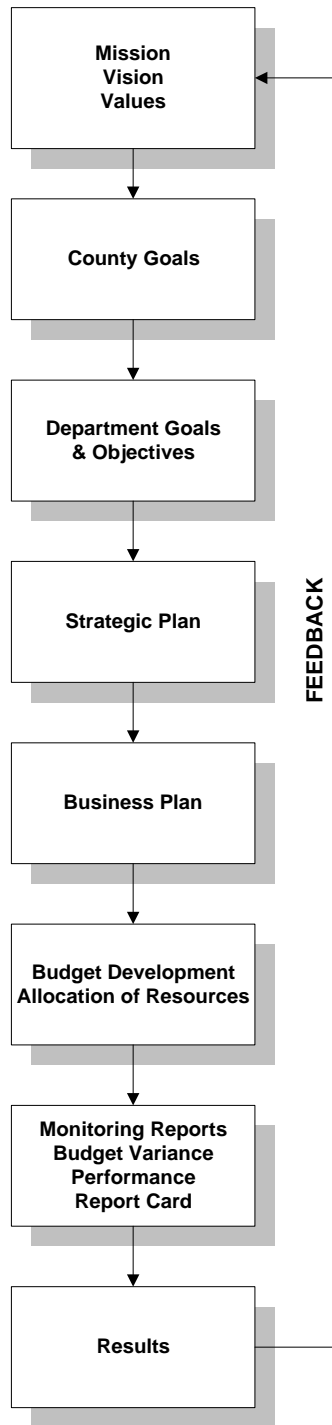 Mission
Vision
Values
County Goals
Department Goals
& Objectives
Strategic Plan
FEEDBACK
Business Plan
Budget Development
Allocation of Resources
Monitoring Reports
Budget Variance
Performance
Report Card
Results